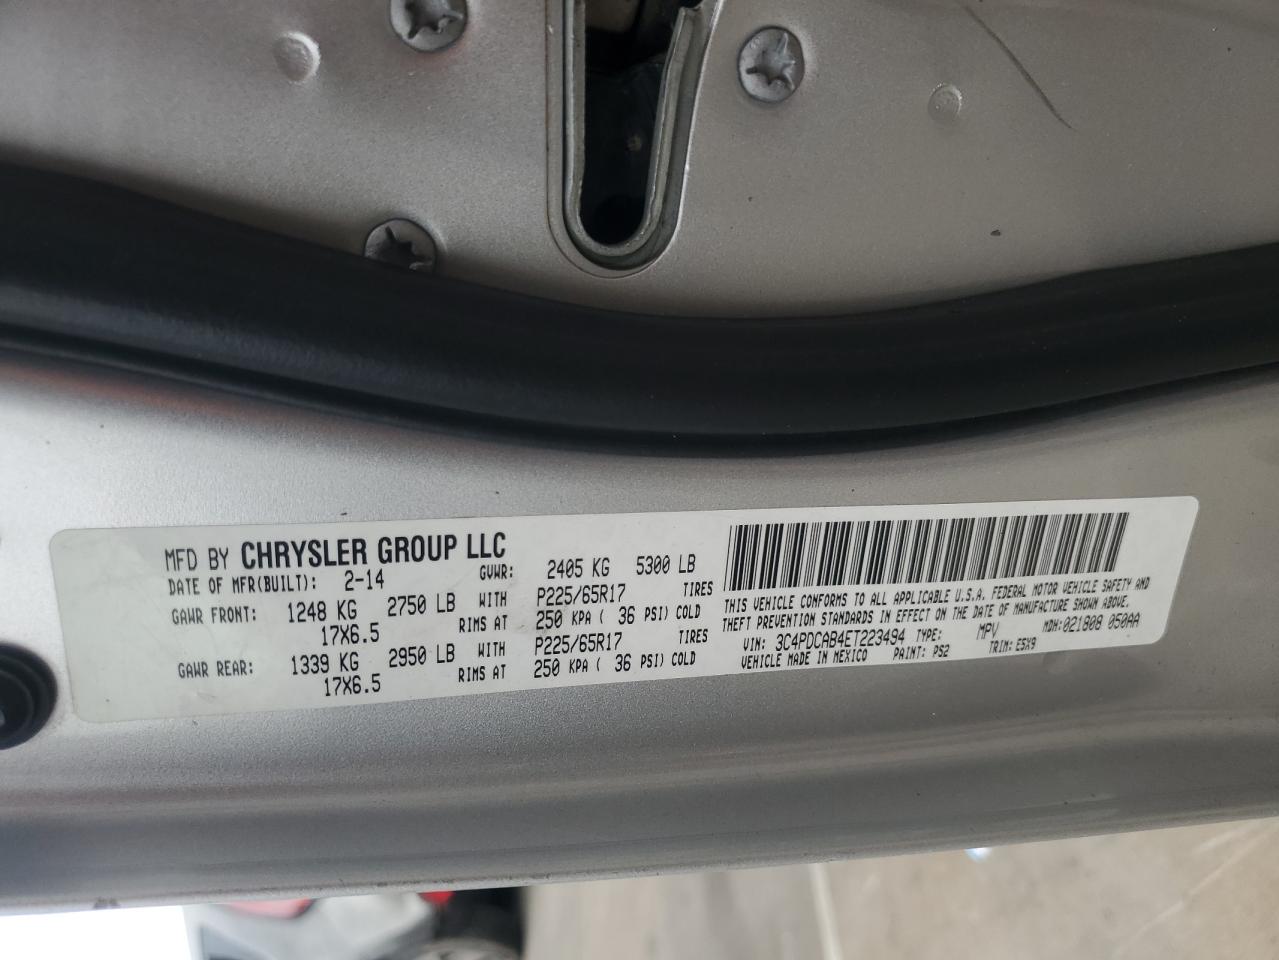 MFD BY CHRYSLER GROUP LLC
DATE OF MFR(BUILT): 2-14 GVWR: 2405 KG 5300 LB
GAWR FRONT: 1248 KG 2750 LB WITH P225/65R17 TIRES
17X6.5 RIMS AT 250 KPA ( 36 PSI) COLD
GAWR REAR: 1339 KG 2950 LB WITH P225/65R17 TIRES
17X6.5 RIMS AT 250 KPA ( 36 PSI) COLD
THIS VEHICLE CONFORMS TO ALL APPLICABLE U.S.A. FEDERAL MOTOR VEHICLE SAFETY AND
THEFT PREVENTION STANDARDS IN EFFECT ON THE DATE OF MANUFACTURE SHOWN ABOVE.
VIN: 3C4PDCAB4ET223494 TYPE: MPV MDH:021808 050AA
VEHICLE MADE IN MEXICO PAINT: PS2 TRIM: E5X9